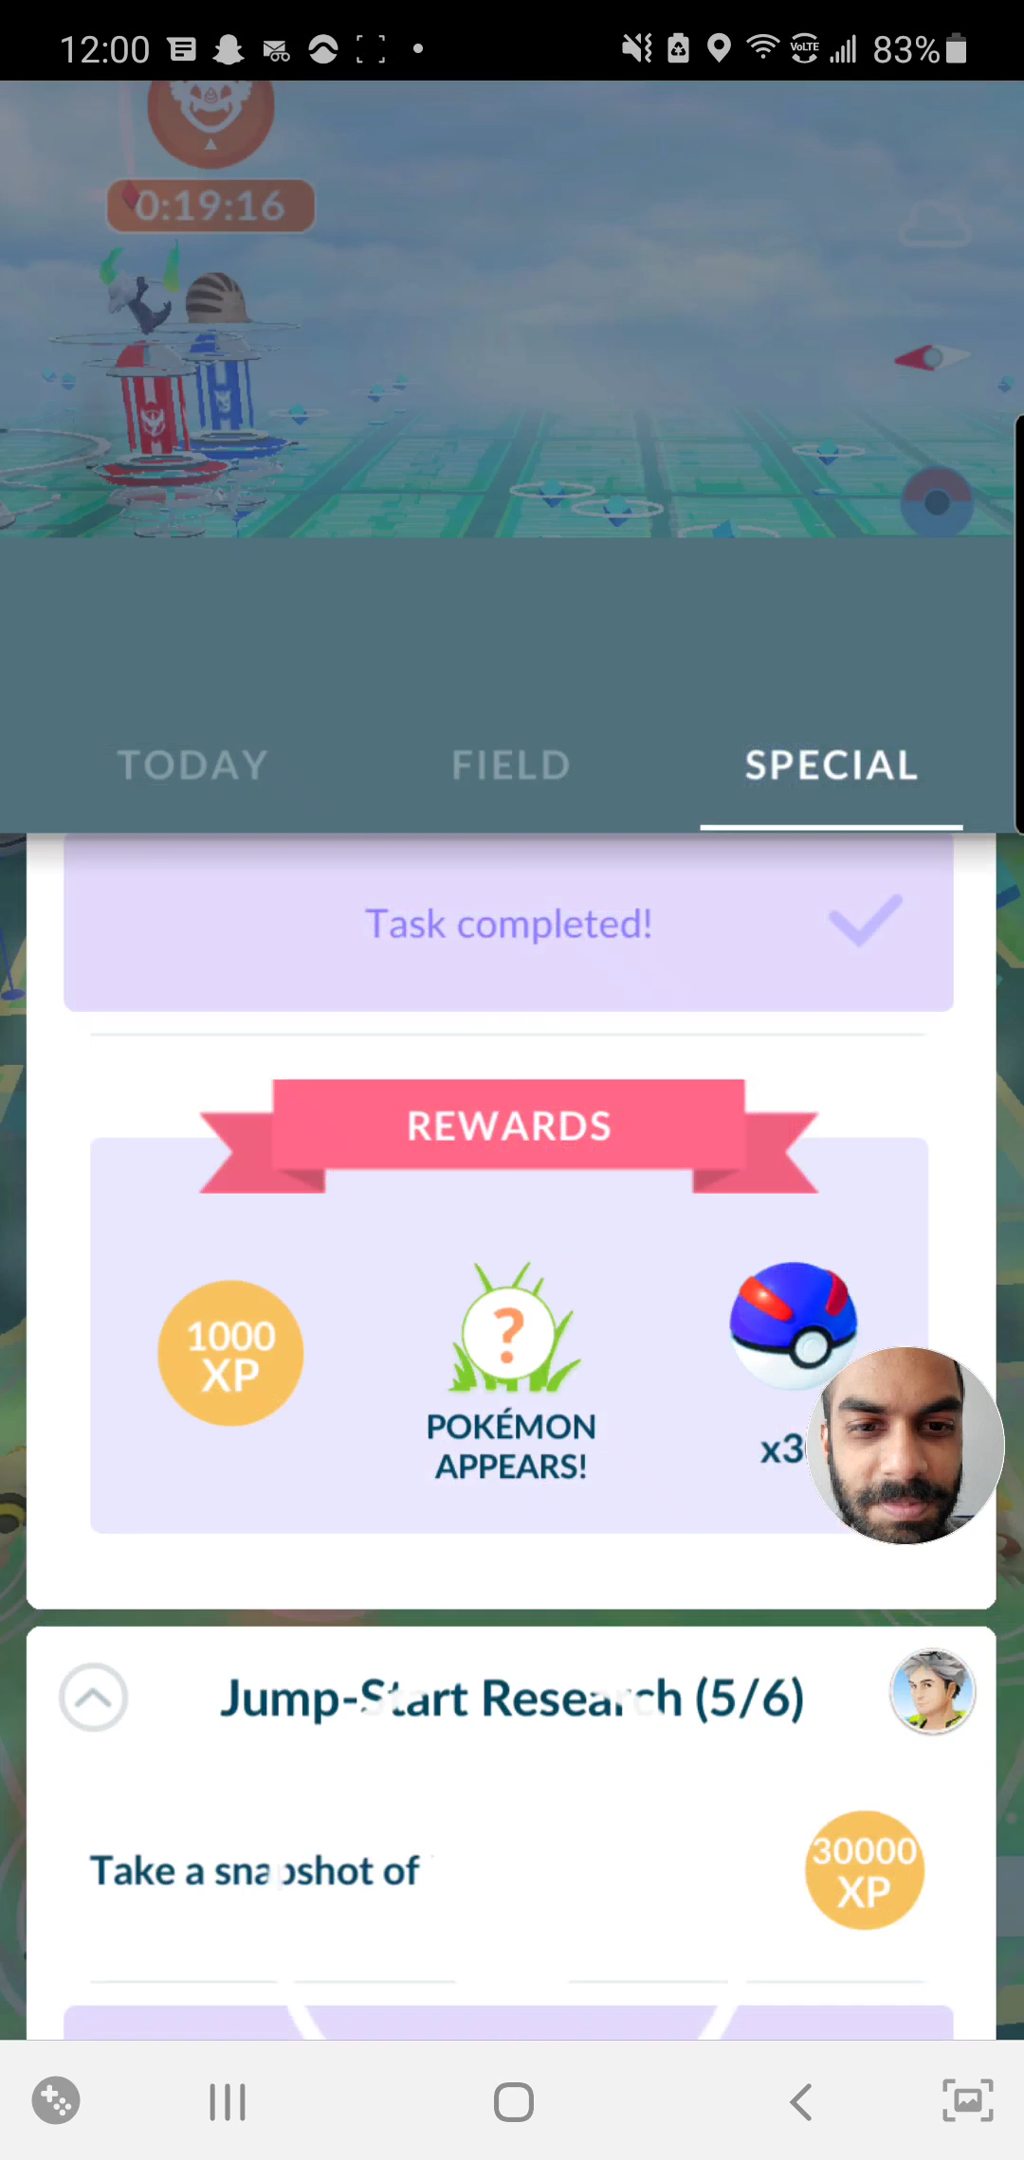 12:00
VoLTE
83%
0:19:16
TODAY
FIELD
SPECIAL
Task completed!
REWARDS
1000
XP
?
POKÉMON
APPEARS!
x3
Jump-Start Research (5/6)
Take a snapshot of
30000
XP